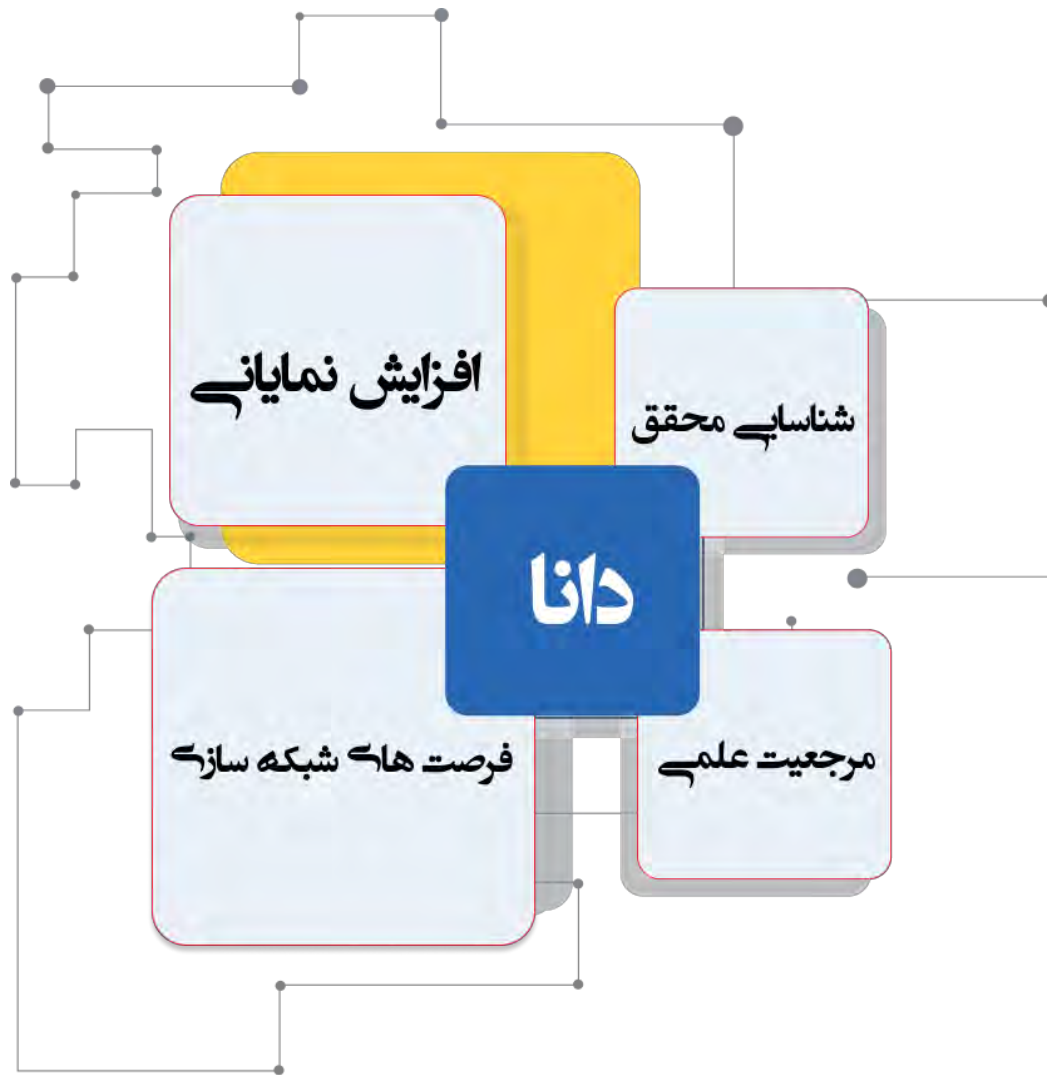 افزایش نمایانی
شناسایی محقق
دانا
فرصت های شبکه سازی
مرجعیت علمی